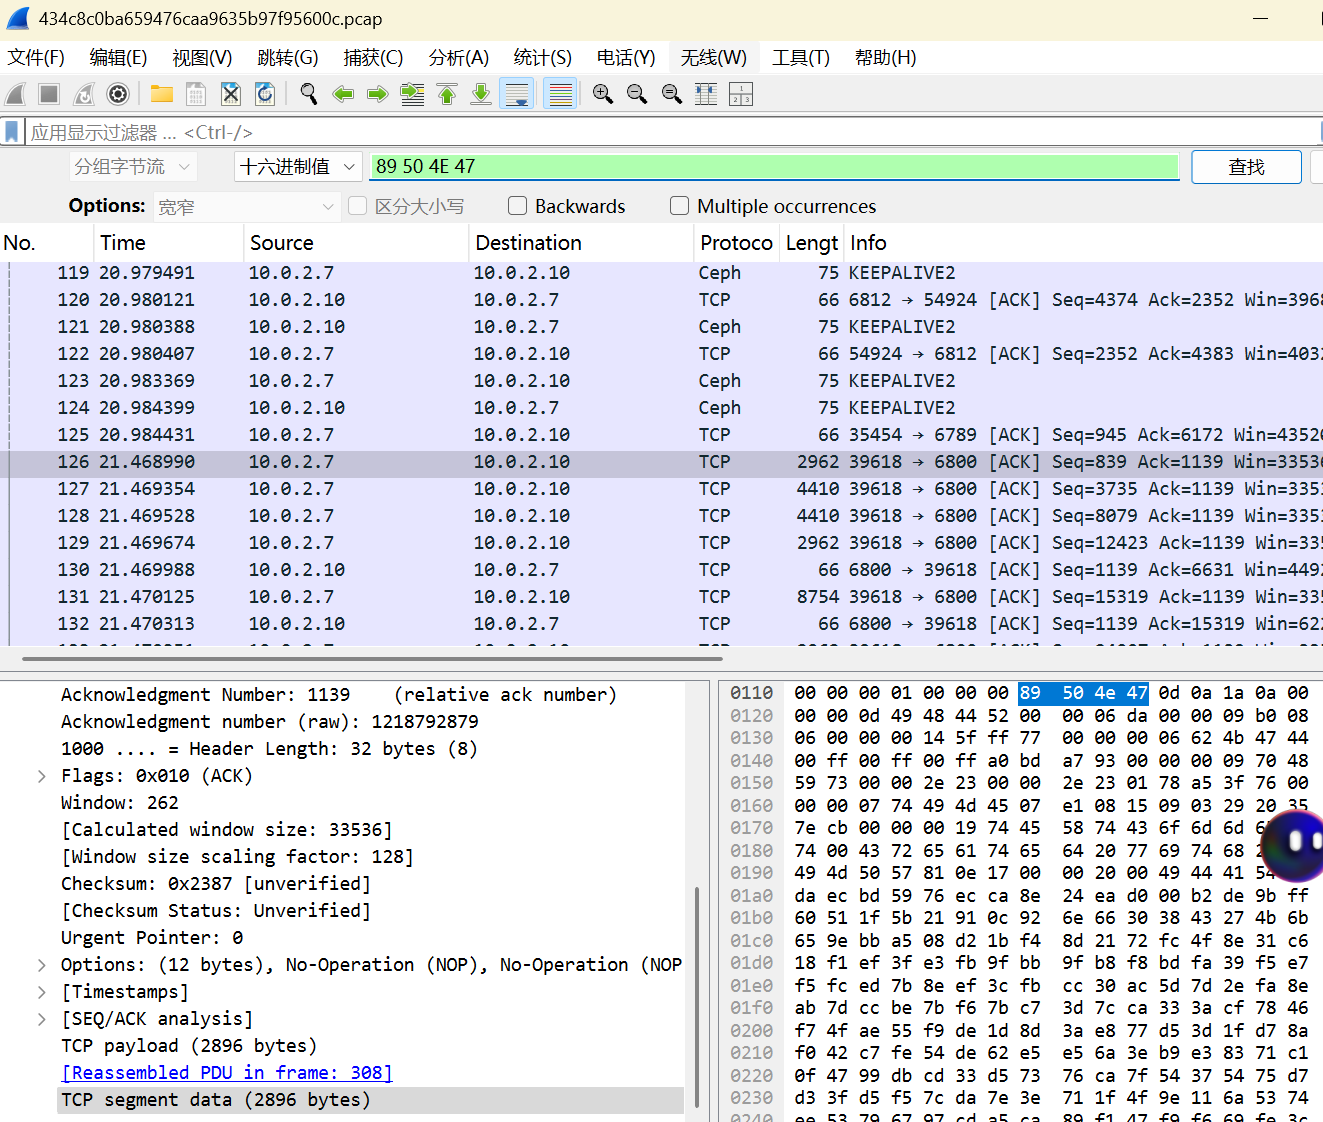 434c8c0ba659476caa9635b97f95600c.pcap
文件(F) 编辑(E) 视图(V) 跳转(G) 捕获(C) 分析(A) 统计(S) 电话(Y) 无线(W) 工具(T) 帮助(H)
应用显示过滤器 … <Ctrl-/>
分组字节流 十六进制值 89 50 4E 47 查找
Options: 宽窄 区分大小写 Backwards Multiple occurrences
No. Time Source Destination Protoco Lengt Info
119 20.979491 10.0.2.7 10.0.2.10 Ceph 75 KEEPALIVE2
120 20.980121 10.0.2.10 10.0.2.7 TCP 66 6812 → 54924 [ACK] Seq=4374 Ack=2352 Win=3968
121 20.980388 10.0.2.10 10.0.2.7 Ceph 75 KEEPALIVE2
122 20.980407 10.0.2.7 10.0.2.10 TCP 66 54924 → 6812 [ACK] Seq=2352 Ack=4383 Win=4032
123 20.983369 10.0.2.7 10.0.2.10 Ceph 75 KEEPALIVE2
124 20.984399 10.0.2.10 10.0.2.7 Ceph 75 KEEPALIVE2
125 20.984431 10.0.2.7 10.0.2.10 TCP 66 35454 → 6789 [ACK] Seq=945 Ack=6172 Win=43520
126 21.468990 10.0.2.7 10.0.2.10 TCP 2962 39618 → 6800 [ACK] Seq=839 Ack=1139 Win=33536
127 21.469354 10.0.2.7 10.0.2.10 TCP 4410 39618 → 6800 [ACK] Seq=3735 Ack=1139 Win=3353
128 21.469528 10.0.2.7 10.0.2.10 TCP 4410 39618 → 6800 [ACK] Seq=8079 Ack=1139 Win=3353
129 21.469674 10.0.2.7 10.0.2.10 TCP 2962 39618 → 6800 [ACK] Seq=12423 Ack=1139 Win=335
130 21.469988 10.0.2.10 10.0.2.7 TCP 66 6800 → 39618 [ACK] Seq=1139 Ack=6631 Win=4492
131 21.470125 10.0.2.7 10.0.2.10 TCP 8754 39618 → 6800 [ACK] Seq=15319 Ack=1139 Win=335
132 21.470313 10.0.2.10 10.0.2.7 TCP 66 6800 → 39618 [ACK] Seq=1139 Ack=15319 Win=622
Acknowledgment Number: 1139 (relative ack number)
Acknowledgment number (raw): 1218792879
1000 .... = Header Length: 32 bytes (8)
Flags: 0x010 (ACK)
Window: 262
[Calculated window size: 33536]
[Window size scaling factor: 128]
Checksum: 0x2387 [unverified]
[Checksum Status: Unverified]
Urgent Pointer: 0
Options: (12 bytes), No-Operation (NOP), No-Operation (NOP
[Timestamps]
[SEQ/ACK analysis]
TCP payload (2896 bytes)
[Reassembled PDU in frame: 308]
TCP segment data (2896 bytes)
0110 00 00 00 01 00 00 00 89 50 4e 47 0d 0a 1a 0a 00
0120 00 00 0d 49 48 44 52 00 00 06 da 00 00 09 b0 08
0130 06 00 00 00 14 5f ff 77 00 00 00 06 62 4b 47 44
0140 00 ff 00 ff 00 ff a0 bd a7 93 00 00 00 09 70 48
0150 59 73 00 00 2e 23 00 00 2e 23 01 78 a5 3f 76 00
0160 00 00 07 74 49 4d 45 07 e1 08 15 09 03 29 20 35
0170 7e cb 00 00 00 19 74 45 58 74 43 6f 6d 6d
0180 74 00 43 72 65 61 74 65 64 20 77 69 74 68
0190 49 4d 50 57 81 0e 17 00 00 00 20 00 49 44 41 54
01a0 da ec bd 59 76 ec ca 8e 24 ea d0 00 b2 de 9b ff
01b0 60 51 1f 5b 21 91 0c 92 6e 66 30 38 43 27 4b 6b
01c0 65 9e bb a5 08 d2 1b f4 8d 21 72 fc 4f 8e 31 c6
01d0 18 f1 ef 3f e3 fb 9f bb 9f b8 f8 bd fa 39 f5 e7
01e0 f5 fc ed 7b 8e ef 3c fb cc 30 ac 5d 7d 2e fa 8e
01f0 ab 7d cc be 7b f6 7b c7 3d 7c ca 33 3a cf 78 46
0200 f7 4f ae 55 f9 de 1d 8d 3a e8 77 d5 3d 1f d7 8a
0210 f0 42 c7 fe 54 de 62 e5 e5 6a 3e b9 e3 83 71 c1
0220 0f 47 99 db cd 33 d5 73 76 ca 7f 54 37 54 75 d7
0230 d3 3f d5 f5 7c da 7e 3e 71 1f 4f 9e 11 6a 53 74
0240 ee 53 79 67 97 cd a5 ca 89 f1 47 f9 f6 69 fe 3c